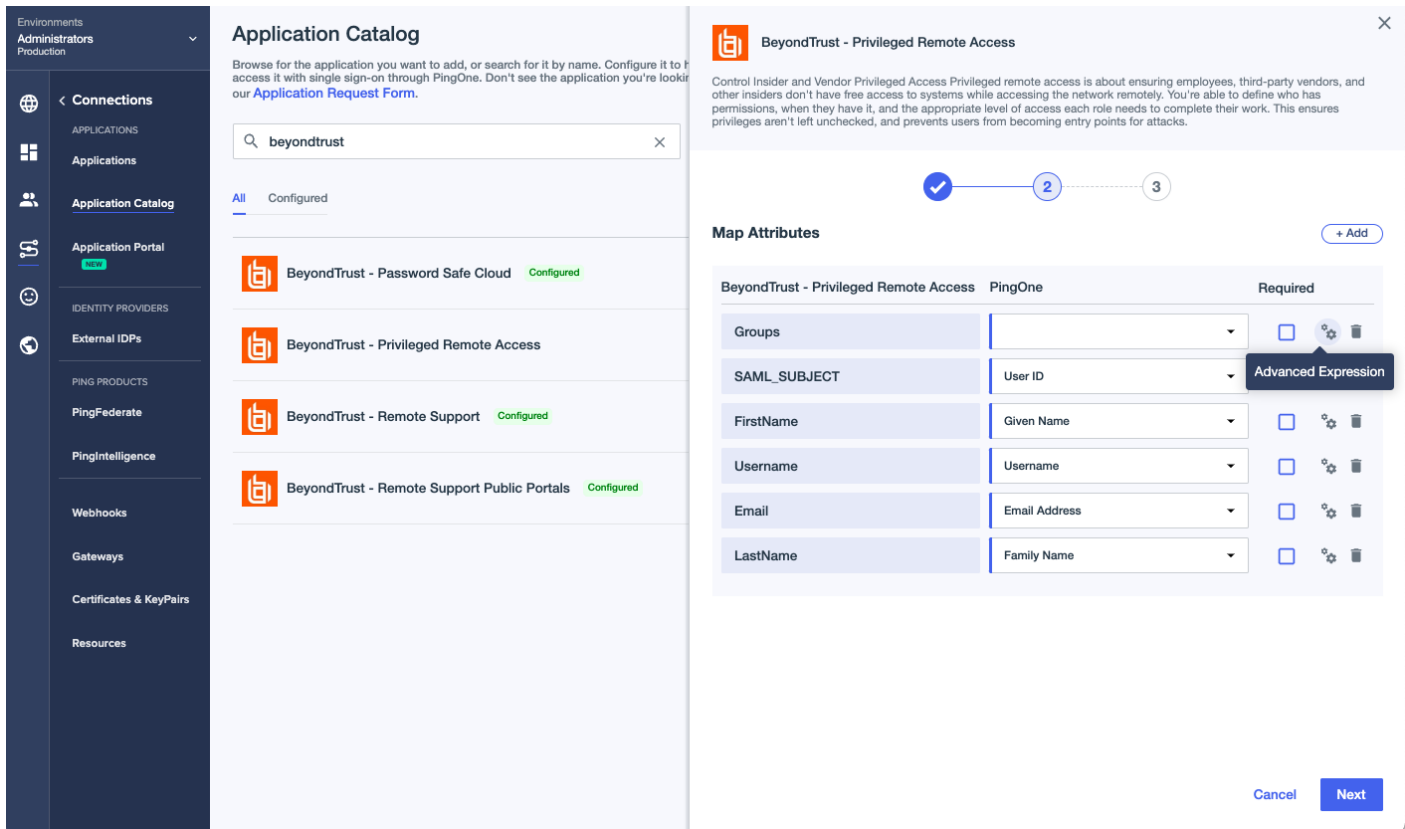 Environments
Administrators
Production
Connections
APPLICATIONS
Applications
Application Catalog
Application Portal
NEW
IDENTITY PROVIDERS
External IDPs
PING PRODUCTS
PingFederate
PingIntelligence
Webhooks
Gateways
Certificates & KeyPairs
Resources
Application Catalog
Browse for the application you want to add, or search for it by name. Configure it to
access it with single sign-on through PingOne. Don't see the application you're
our Application Request Form.
beyondtrust
All Configured
BeyondTrust - Password Safe Cloud Configured
BeyondTrust - Privileged Remote Access
BeyondTrust - Remote Support Configured
BeyondTrust - Remote Support Public Portals Configured
BeyondTrust - Privileged Remote Access
Control Insider and Vendor Privileged Access Privileged remote access is about ensuring employees, third-party vendors, and
other insiders don't have free access to systems while accessing the network remotely. You're able to define who has
permissions, when they have it, and the appropriate level of access each role needs to complete their work. This ensures
privileges aren't left unchecked, and prevents users from becoming entry points for attacks.
2 3
Map Attributes
+ Add
BeyondTrust - Privileged Remote Access PingOne Required
Groups
Advanced Expression
SAML_SUBJECT User ID
FirstName Given Name
Username Username
Email Email Address
LastName Family Name
Cancel Next